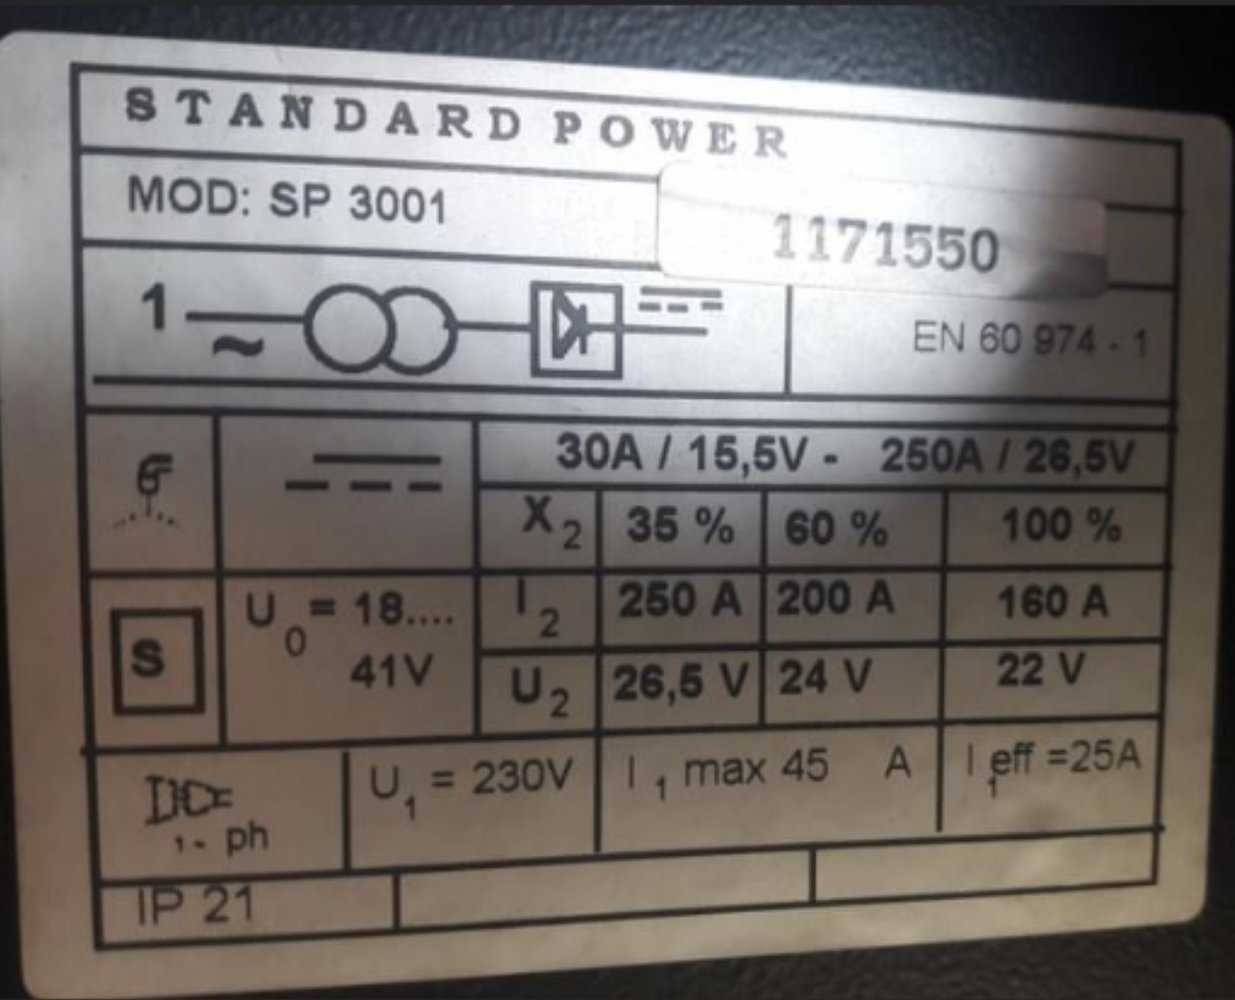 STANDARD POWER
MOD: SP 3001
1171550
1 ~
EN 60 974 - 1
30A / 15,5V - 250A / 26,5V
X2 35 % 60 % 100 %
S
U0 = 18....
41V
I2 250 A 200 A 160 A
U2 26,5 V 24 V 22 V
1~ ph
U1 = 230V
I1 max 45 A
I1eff =25A
IP 21